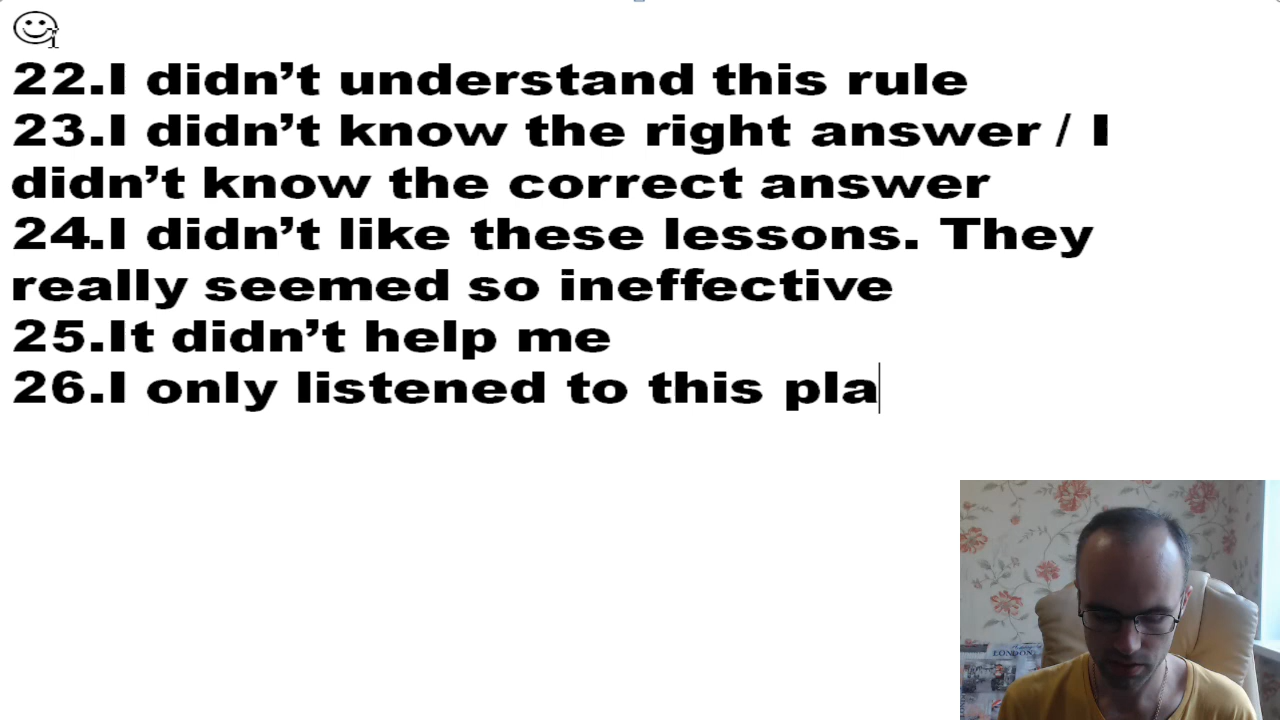 22.I didn’t understand this rule
23.I didn’t know the right answer / I
didn’t know the correct answer
24.I didn’t like these lessons. They
really seemed so ineffective
25.It didn’t help me
26.I only listened to this pla
LONDON